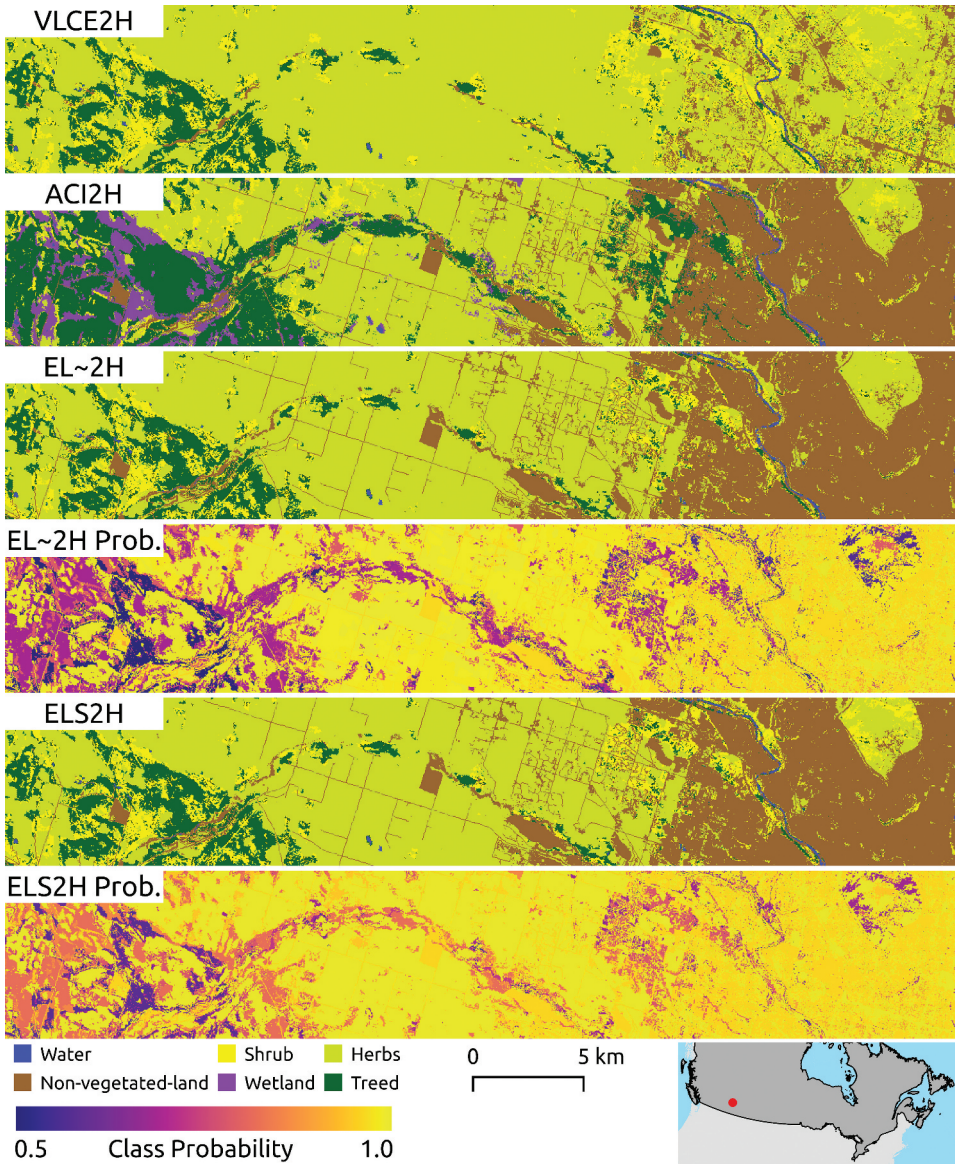 VLCE2H
ACI2H
EL~2H
EL~2H Prob.
ELS2H
ELS2H Prob.
Water Shrub Herbs
Non-vegetated-land Wetland Treed
0 5 km
0.5 Class Probability 1.0